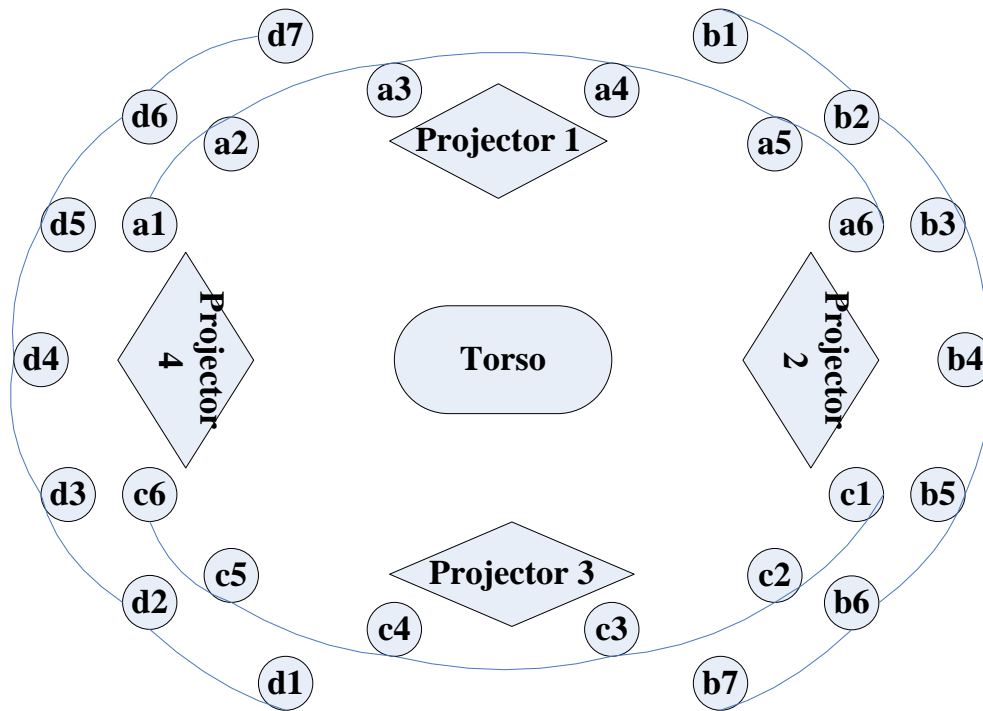 d7
b1
a3
a4
d6
b2
a2
Projector 1
a5
d5
a1
a6
b3
Projector
4
Projector
2
d4
Torso
b4
d3
c6
c1
b5
c5
Projector 3
c2
d2
b6
c4
c3
d1
b7